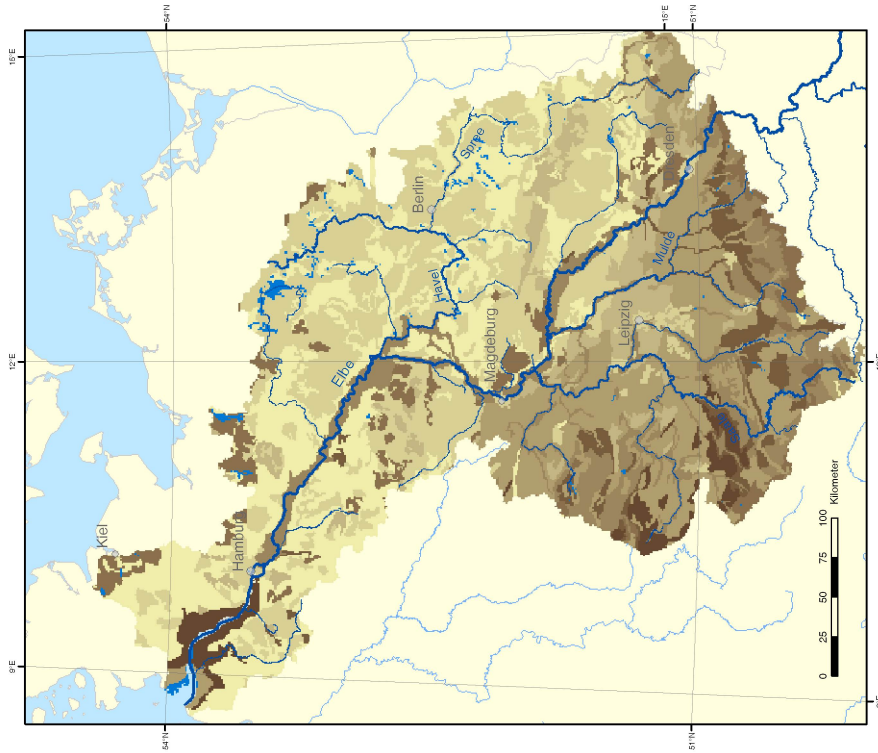 54°N
15°E
51°N
15°E
Kiel
Hamburg
Elbe
Havel
Berlin
Spree
12°E
Magdeburg
Leipzig
Mulde
Dresden
9°E
54°N
51°N
0
25
50
75
100
Kilometer